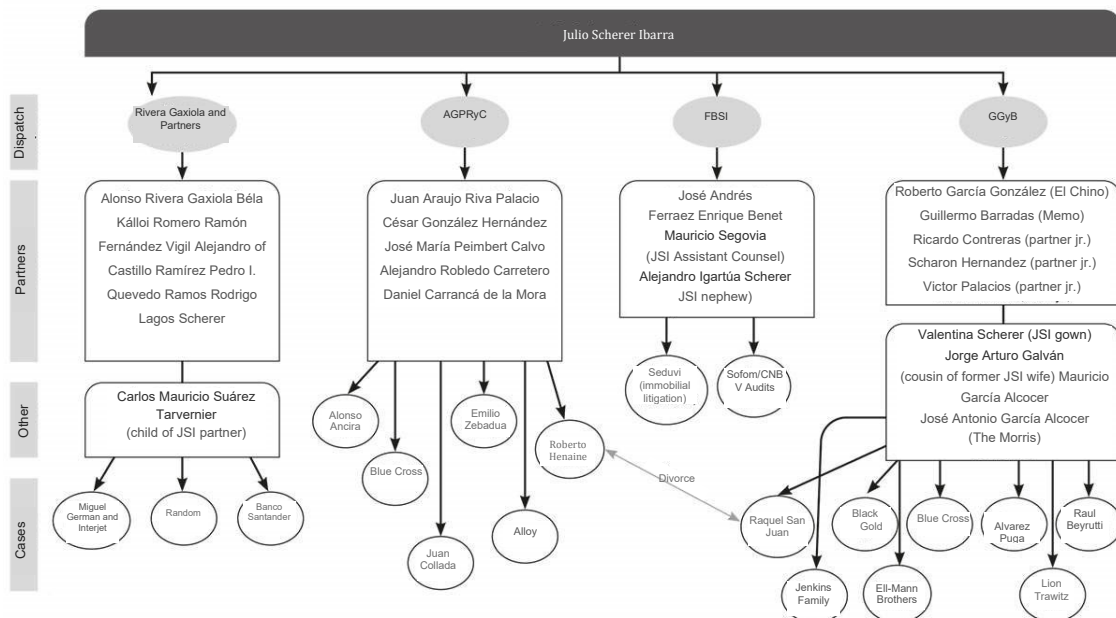 Julio Scherer Ibarra
Dispatch
Rivera Gaxiola and
Partners
AGPRyC
FBSI
GGyB
Partners
Alonso Rivera Gaxiola Béla
Kálloi Romero Ramón
Fernández Vigil Alejandro of
Castillo Ramírez Pedro I.
Quevedo Ramos Rodrigo
Lagos Scherer
Juan Araujo Riva Palacio
César González Hernández
José María Peimbert Calvo
Alejandro Robledo Carretero
Daniel Carrancá de la Mora
José Andrés
Ferraez Enrique Benet
Mauricio Segovia
(JSI Assistant Counsel)
Alejandro Igartúa Scherer
JSI nephew)
Roberto García González (El Chino)
Guillermo Barradas (Memo)
Ricardo Contreras (partner jr.)
Scharon Hernandez (partner jr.)
Victor Palacios (partner jr.)
Valentina Scherer (JSI gown)
Jorge Arturo Galván
(cousin of former JSI wife) Mauricio
García Alcocer
José Antonio García Alcocer
(The Morris)
Other
Carlos Mauricio Suárez
Tarvernier
(child of JSI partner)
Alonso
Ancira
Blue Cross
Emilio
Zebadua
Roberto
Henaine
Seduvi
(immobilial
litigation)
Sofom/CNB
V Audits
Divorce
Cases
Miguel
German and
Interjet
Random
Banco
Santander
Juan
Collada
Alloy
Raquel San
Juan
Black
Gold
Blue Cross
Alvarez
Puga
Raul
Beyrutti
Jenkins
Family
Ell-Mann
Brothers
Lion
Trawitz